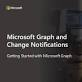 Microsoft Graph and
Change Notifications
Getting Started with Microsoft Graph